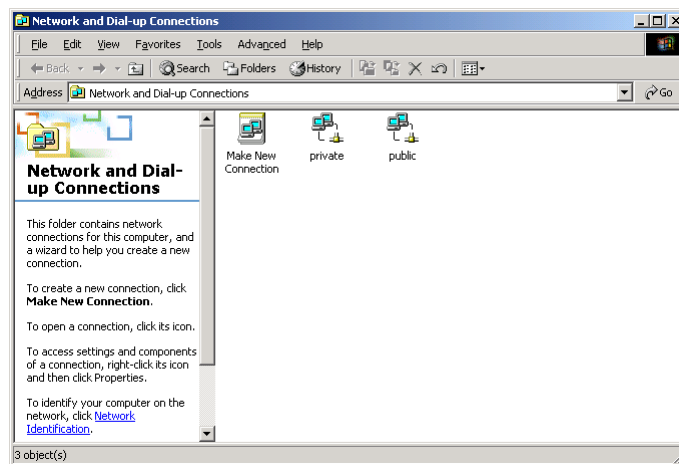 Network and Dial-up Connections
File Edit View Favorites Tools Advanced Help
Back Search Folders History
Address Network and Dial-up Connections Go
Make New
Connection
private
public
Network and Dial-
up Connections
This folder contains network
connections for this computer, and
a wizard to help you create a new
connection.
To create a new connection, click
Make New Connection.
To open a connection, click its icon.
To access settings and components
of a connection, right-click its icon
and then click Properties.
To identify your computer on the
network, click Network
Identification.
3 object(s)